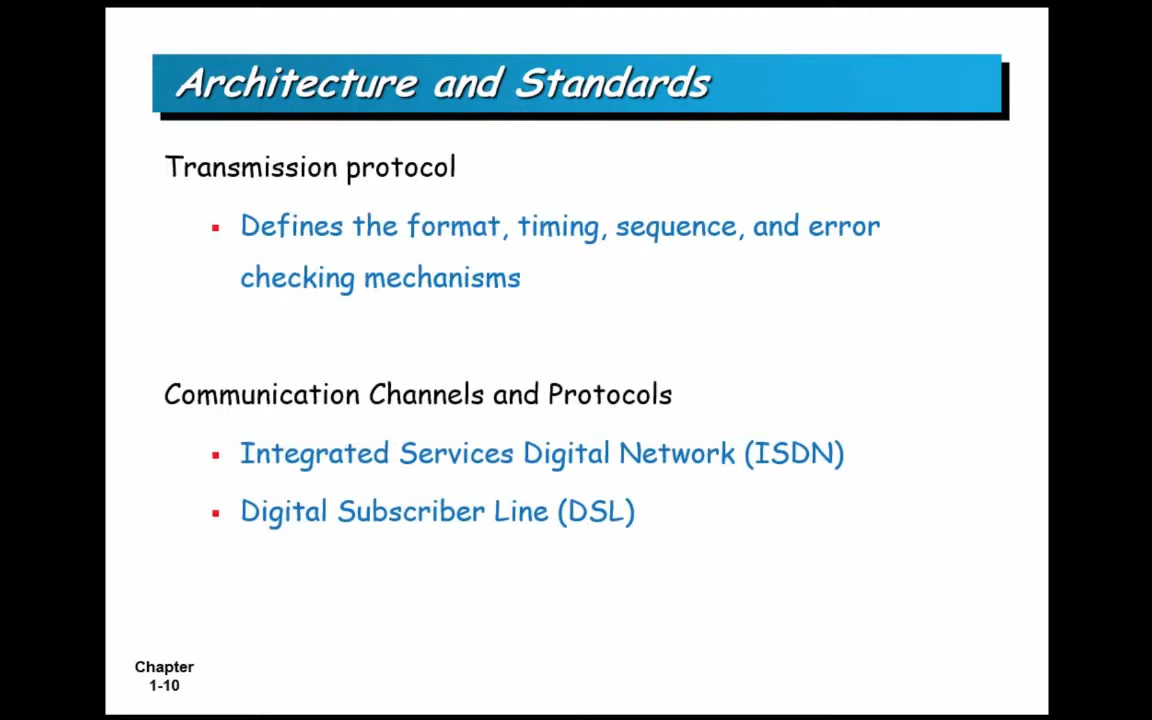 Architecture and Standards
Transmission protocol
Defines the format, timing, sequence, and error
checking mechanisms
Communication Channels and Protocols
Integrated Services Digital Network (ISDN)
Digital Subscriber Line (DSL)
Chapter
1-10